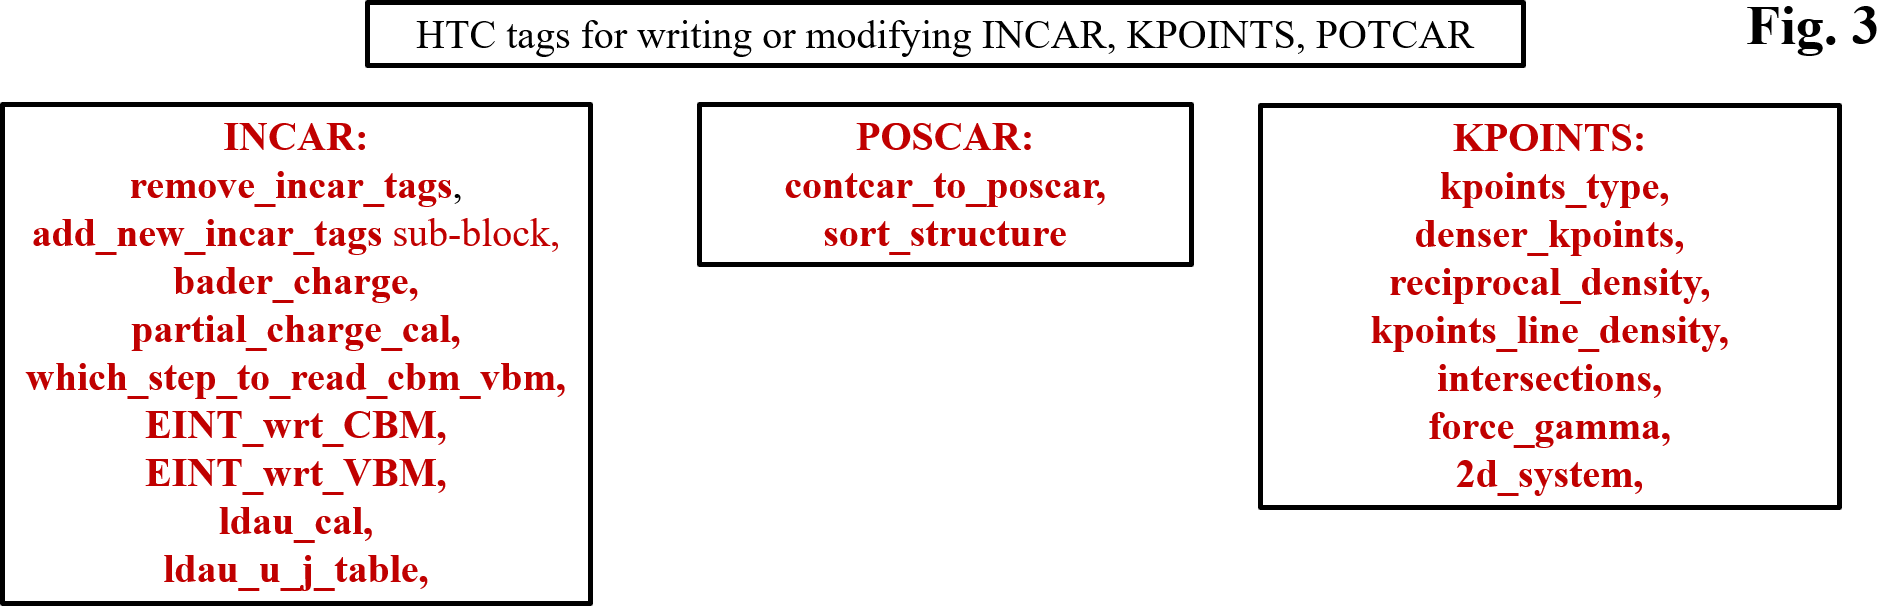 HTC tags for writing or modifying INCAR, KPOINTS, POTCAR
Fig. 3
INCAR:
remove_incar_tags,
add_new_incar_tags sub-block,
bader_charge,
partial_charge_cal,
which_step_to_read_cbm_vbm,
EINT_wrt_CBM,
EINT_wrt_VBM,
ldau_cal,
ldau_u_j_table,
POSCAR:
contcar_to_poscar,
sort_structure
KPOINTS:
kpoints_type,
denser_kpoints,
reciprocal_density,
kpoints_line_density,
intersections,
force_gamma,
2d_system,